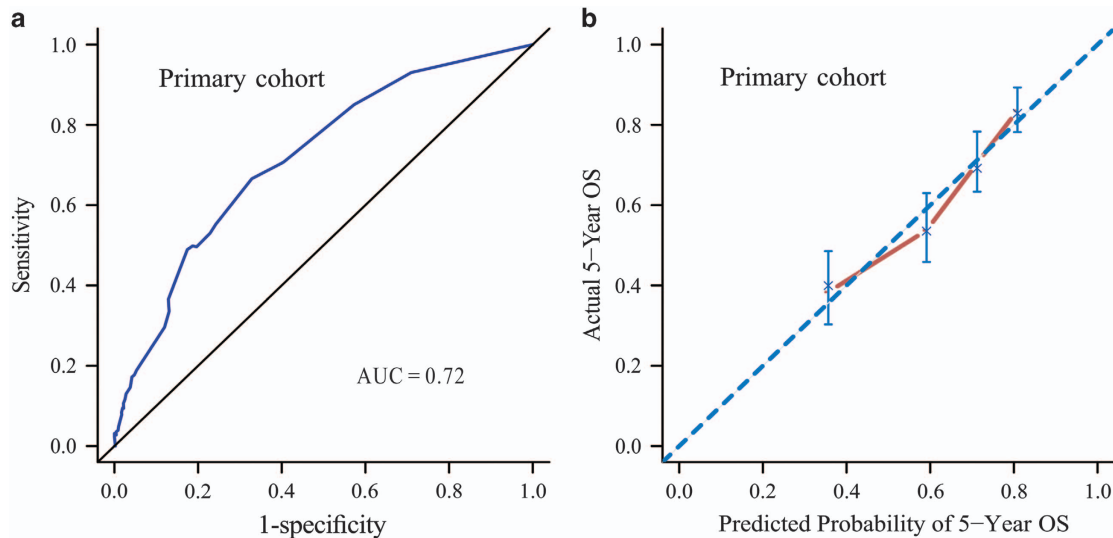 a
1.0
0.8
0.6
0.4
0.2
0.0
Sensitivity
Primary cohort
AUC = 0.72
0.0 0.2 0.4 0.6 0.8 1.0
1-specificity
b
1.0
0.8
0.6
0.4
0.2
0.0
Actual 5−Year OS
Primary cohort
0.0 0.2 0.4 0.6 0.8 1.0
Predicted Probability of 5−Year OS